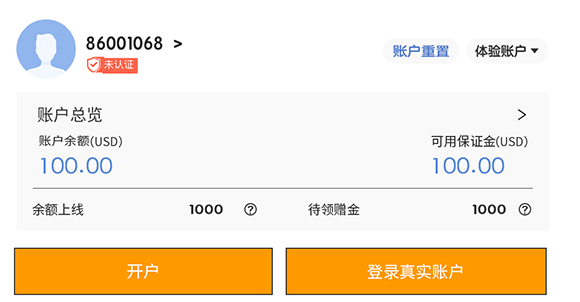 86001068 >
未认证
账户重置
体验账户
账户总览
账户余额(USD)
可用保证金(USD)
100.00
100.00
余额上线 1000 ?
待领赠金 1000 ?
开户
登录真实账户